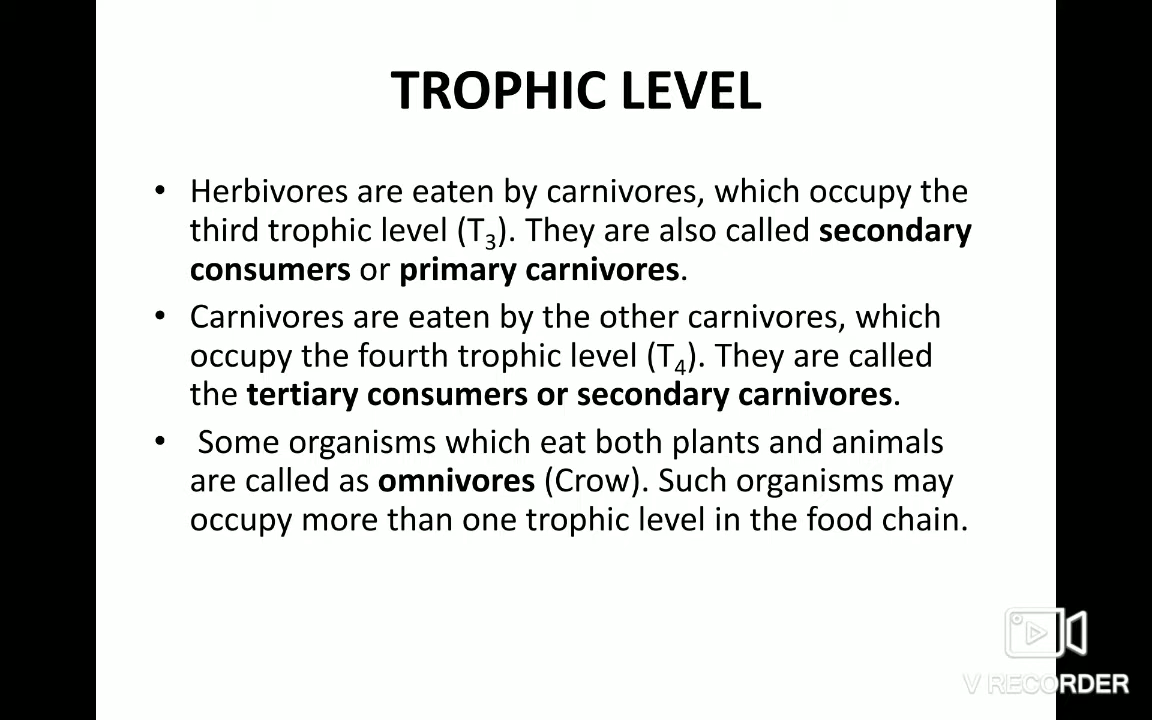 TROPHIC LEVEL
• Herbivores are eaten by carnivores, which occupy the
third trophic level (T₃). They are also called secondary
consumers or primary carnivores.
• Carnivores are eaten by the other carnivores, which
occupy the fourth trophic level (T₄). They are called
the tertiary consumers or secondary carnivores.
• Some organisms which eat both plants and animals
are called as omnivores (Crow). Such organisms may
occupy more than one trophic level in the food chain.
V RECORDER